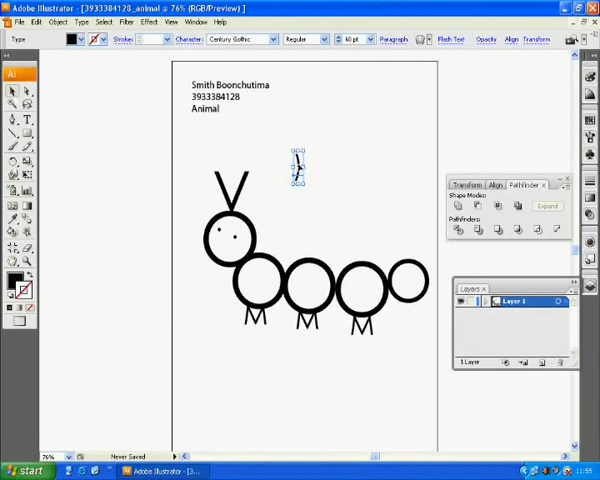 Adobe Illustrator - [3933384128_animal @ 76% (RGB/Preview) ]
File Edit Object Type Select Filter Effect View Window Help
Type Stroke: Character: Century Gothic Regular 60 pt Paragraph Flash Text Opacity Align Transform
Ai
Smith Boonchutima
3933384128
Animal
Transform Align Pathfinder ×
Shape Modes:
Expand
Pathfinders:
Layers ×
Layer 1
1 Layer
76% Never Saved
start Adobe Illustrator - [3... 11:55